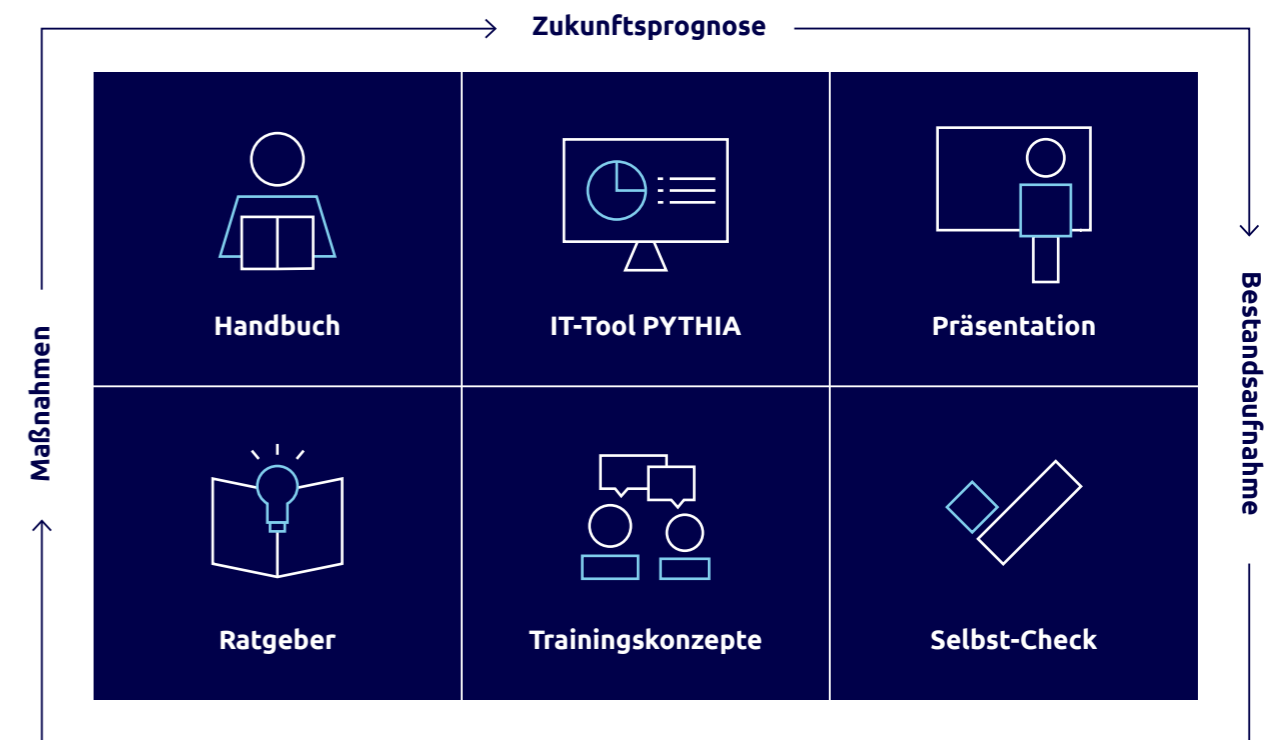 Zukunftsprognose
Handbuch
IT-Tool PYTHIA
Präsentation
Maßnahmen
Bestandsaufnahme
Ratgeber
Trainingskonzepte
Selbst-Check